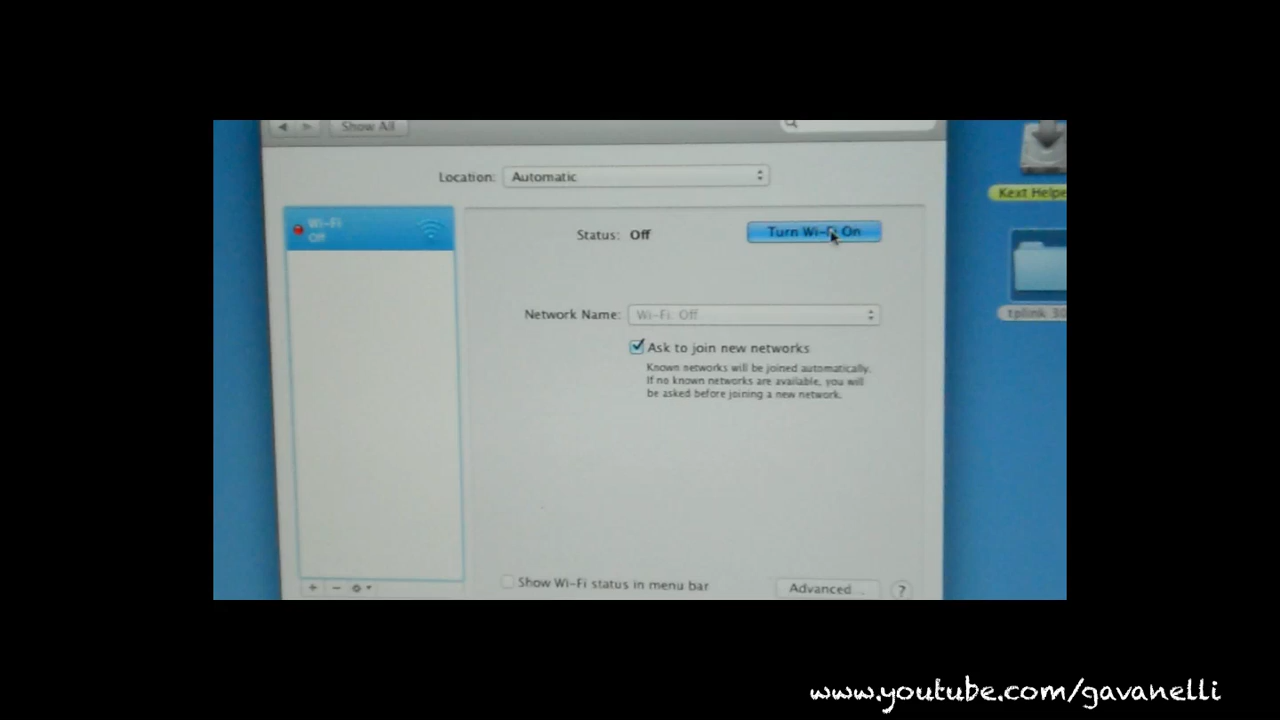 Show All
Location: Automatic
Kext Helpe
Wi-Fi
Off
Status: Off
Turn Wi-Fi On
tplink_30
Network Name: Wi-Fi: Off
Ask to join new networks
Known networks will be joined automatically.
If no known networks are available, you will
be asked before joining a new network.
Show Wi-Fi status in menu bar
Advanced...
?
www.youtube.com/gavanelli